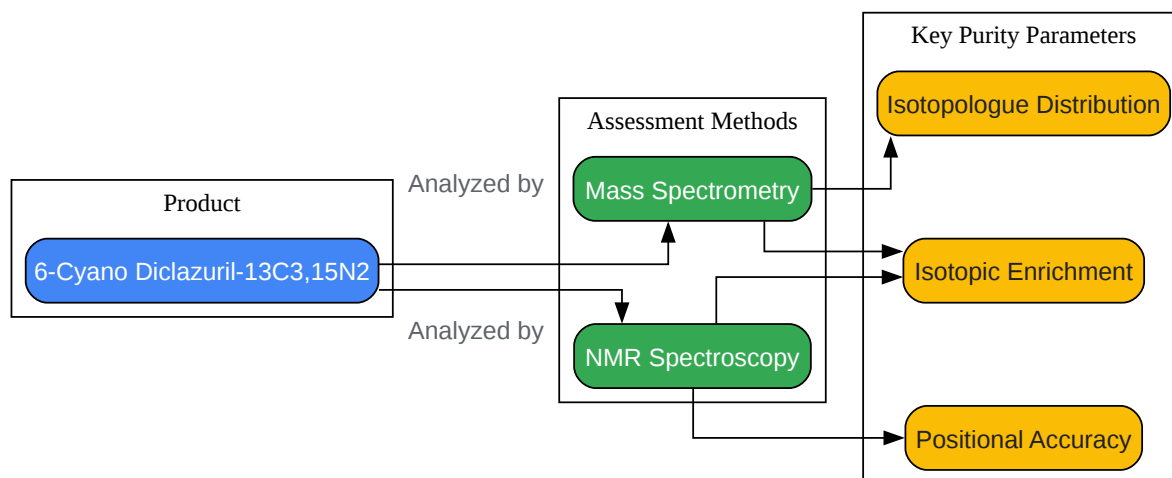 Product
6-Cyano Diclazuril-13C3,15N2
Analyzed by
Analyzed by
Assessment Methods
Mass Spectrometry
NMR Spectroscopy
Key Purity Parameters
Isotopologue Distribution
Isotopic Enrichment
Positional Accuracy